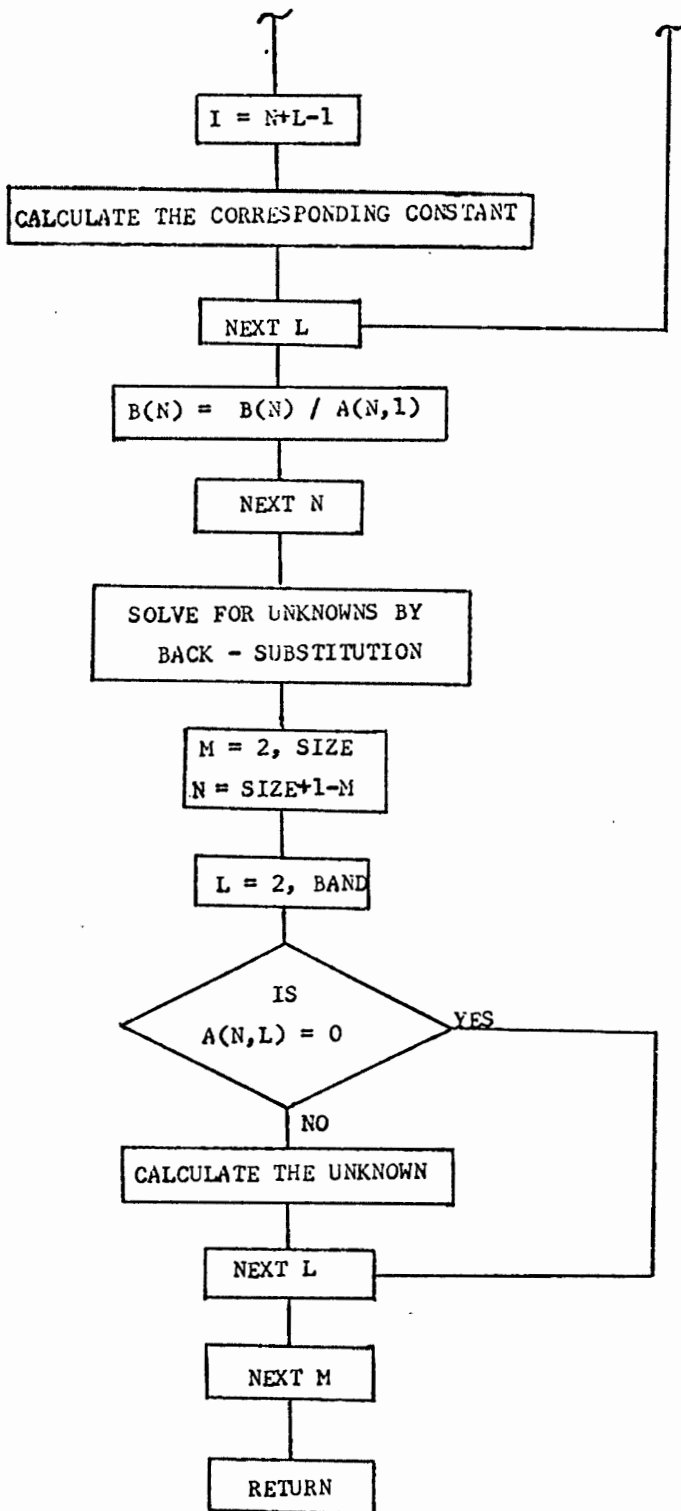 I = N+L-1
CALCULATE THE CORRESPONDING CONSTANT
NEXT L
B(N) = B(N) / A(N,1)
NEXT N
SOLVE FOR UNKNOWNS BY
BACK - SUBSTITUTION
M = 2, SIZE
N = SIZE+1-M
L = 2, BAND
IS
A(N,L) = 0
YES
NO
CALCULATE THE UNKNOWN
NEXT L
NEXT M
RETURN